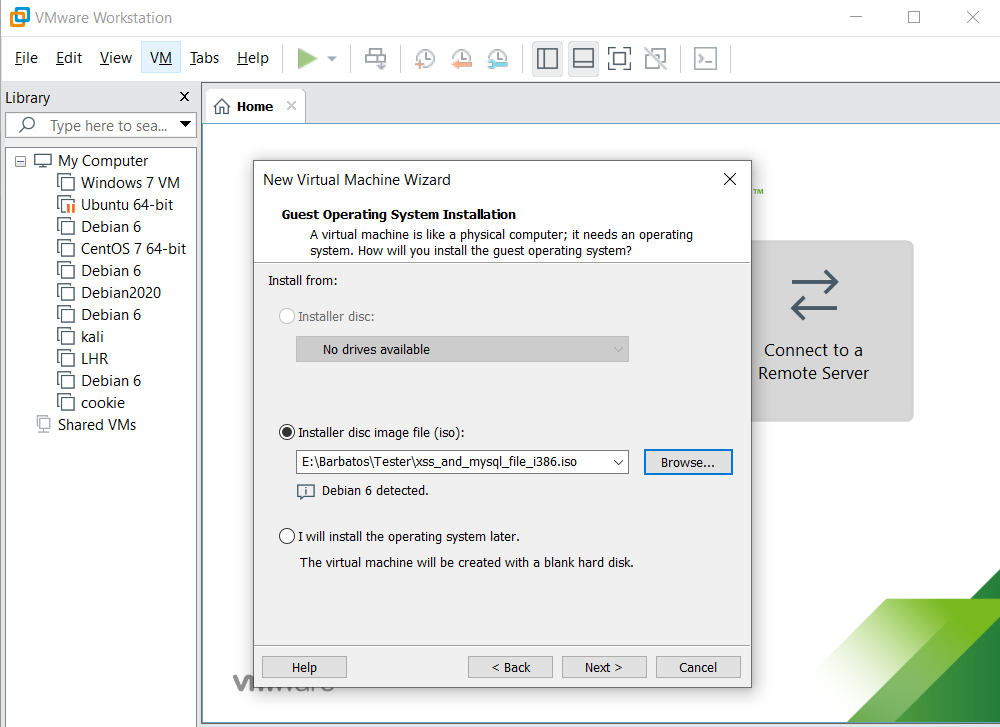 VMware Workstation
File Edit View VM Tabs Help
Library
Type here to sea...
My Computer
Windows 7 VM
Ubuntu 64-bit
Debian 6
CentOS 7 64-bit
Debian 6
Debian2020
Debian 6
kali
LHR
Debian 6
cookie
Shared VMs
Home
TM
New Virtual Machine Wizard
Guest Operating System Installation
A virtual machine is like a physical computer; it needs an operating
system. How will you install the guest operating system?
Install from:
Installer disc:
No drives available
Installer disc image file (iso):
E:\Barbatos\Tester\xss_and_mysql_file_i386.iso
Browse...
Debian 6 detected.
I will install the operating system later.
The virtual machine will be created with a blank hard disk.
Help < Back Next > Cancel
Connect to a
Remote Server